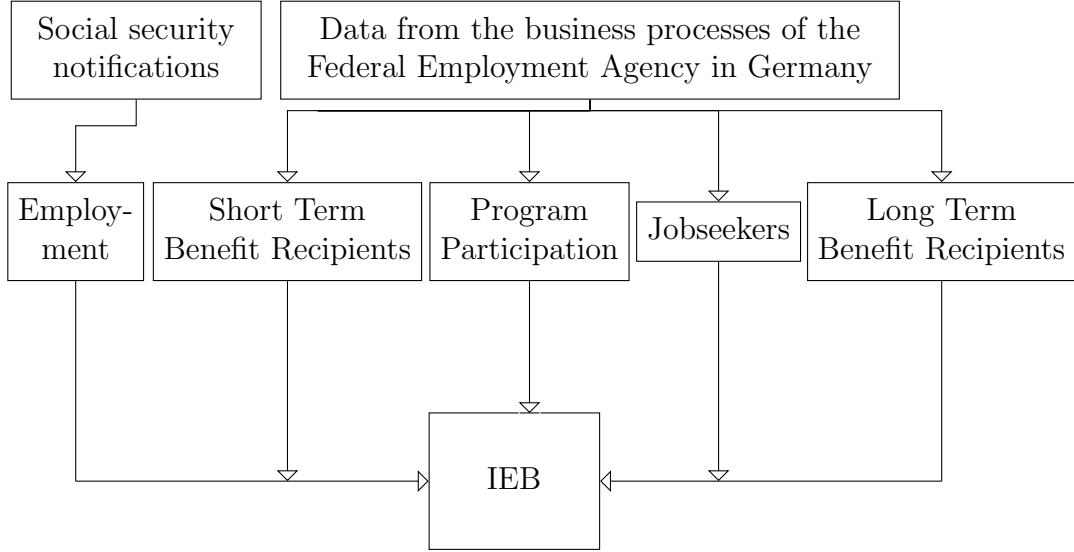 Social security
notifications
Data from the business processes of the
Federal Employment Agency in Germany
Employ-
ment
Short Term
Benefit Recipients
Program
Participation
Jobseekers
Long Term
Benefit Recipients
IEB